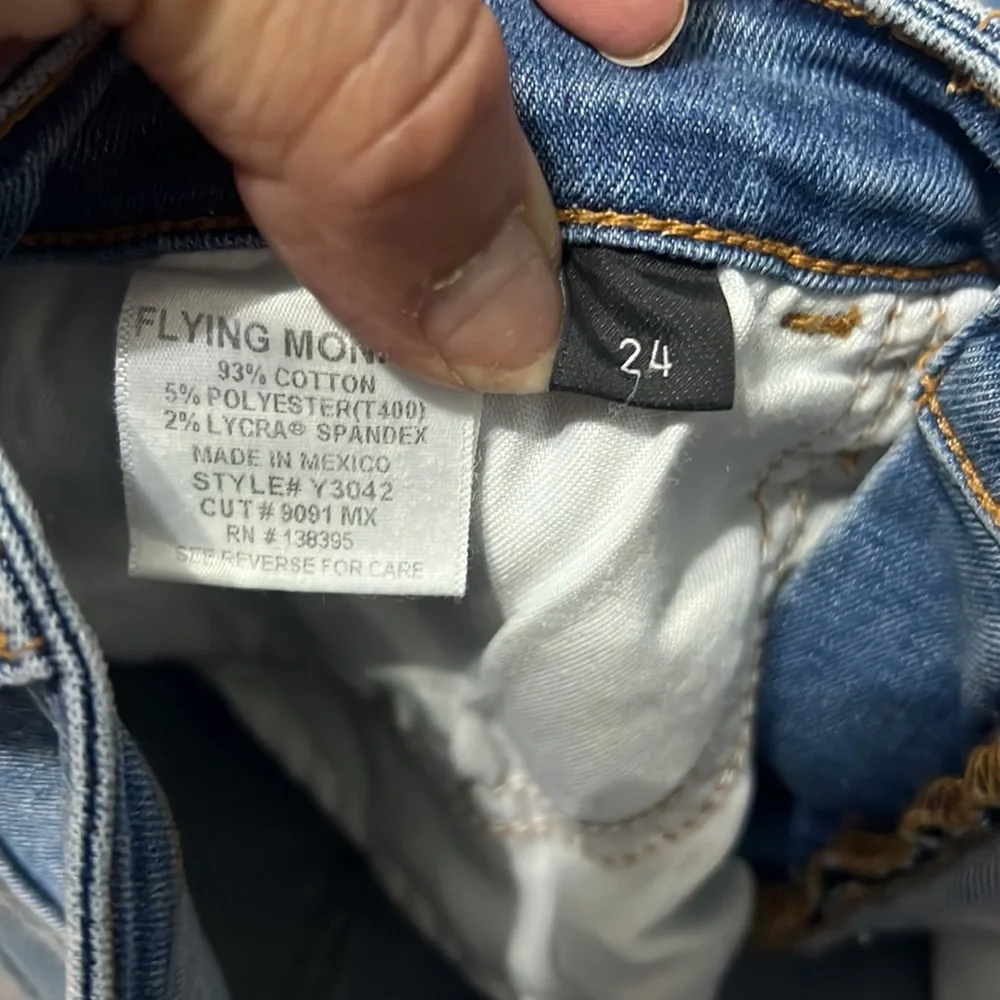 FLYING MON
93% COTTON
5% POLYESTER(T400)
2% LYCRA® SPANDEX
MADE IN MEXICO
STYLE# Y3042
CUT # 9091 MX
RN # 138395
SEE REVERSE FOR CARE
24